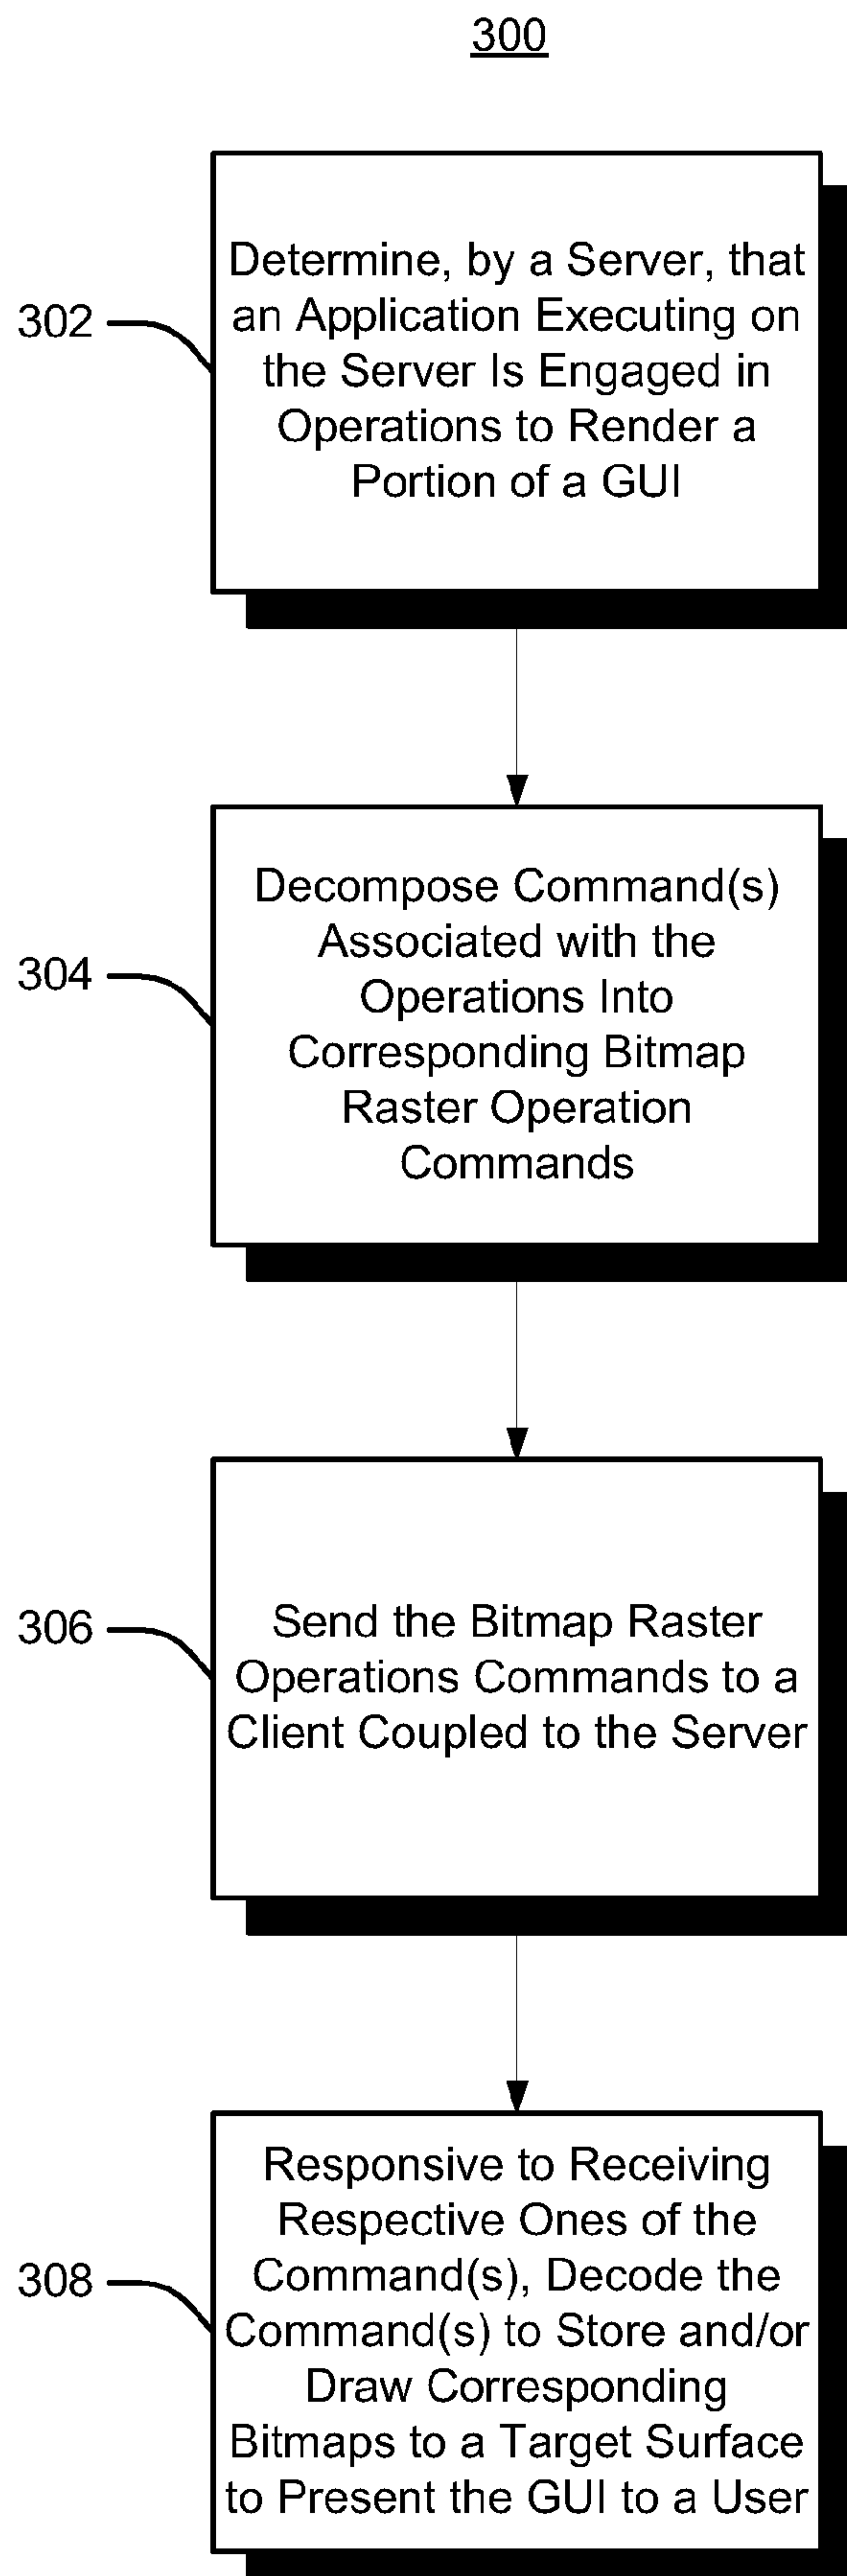 300
302
Determine, by a Server, that
an Application Executing on
the Server Is Engaged in
Operations to Render a
Portion of a GUI
304
Decompose Command(s)
Associated with the
Operations Into
Corresponding Bitmap
Raster Operation
Commands
306
Send the Bitmap Raster
Operations Commands to a
Client Coupled to the Server
308
Responsive to Receiving
Respective Ones of the
Command(s), Decode the
Command(s) to Store and/or
Draw Corresponding
Bitmaps to a Target Surface
to Present the GUI to a User